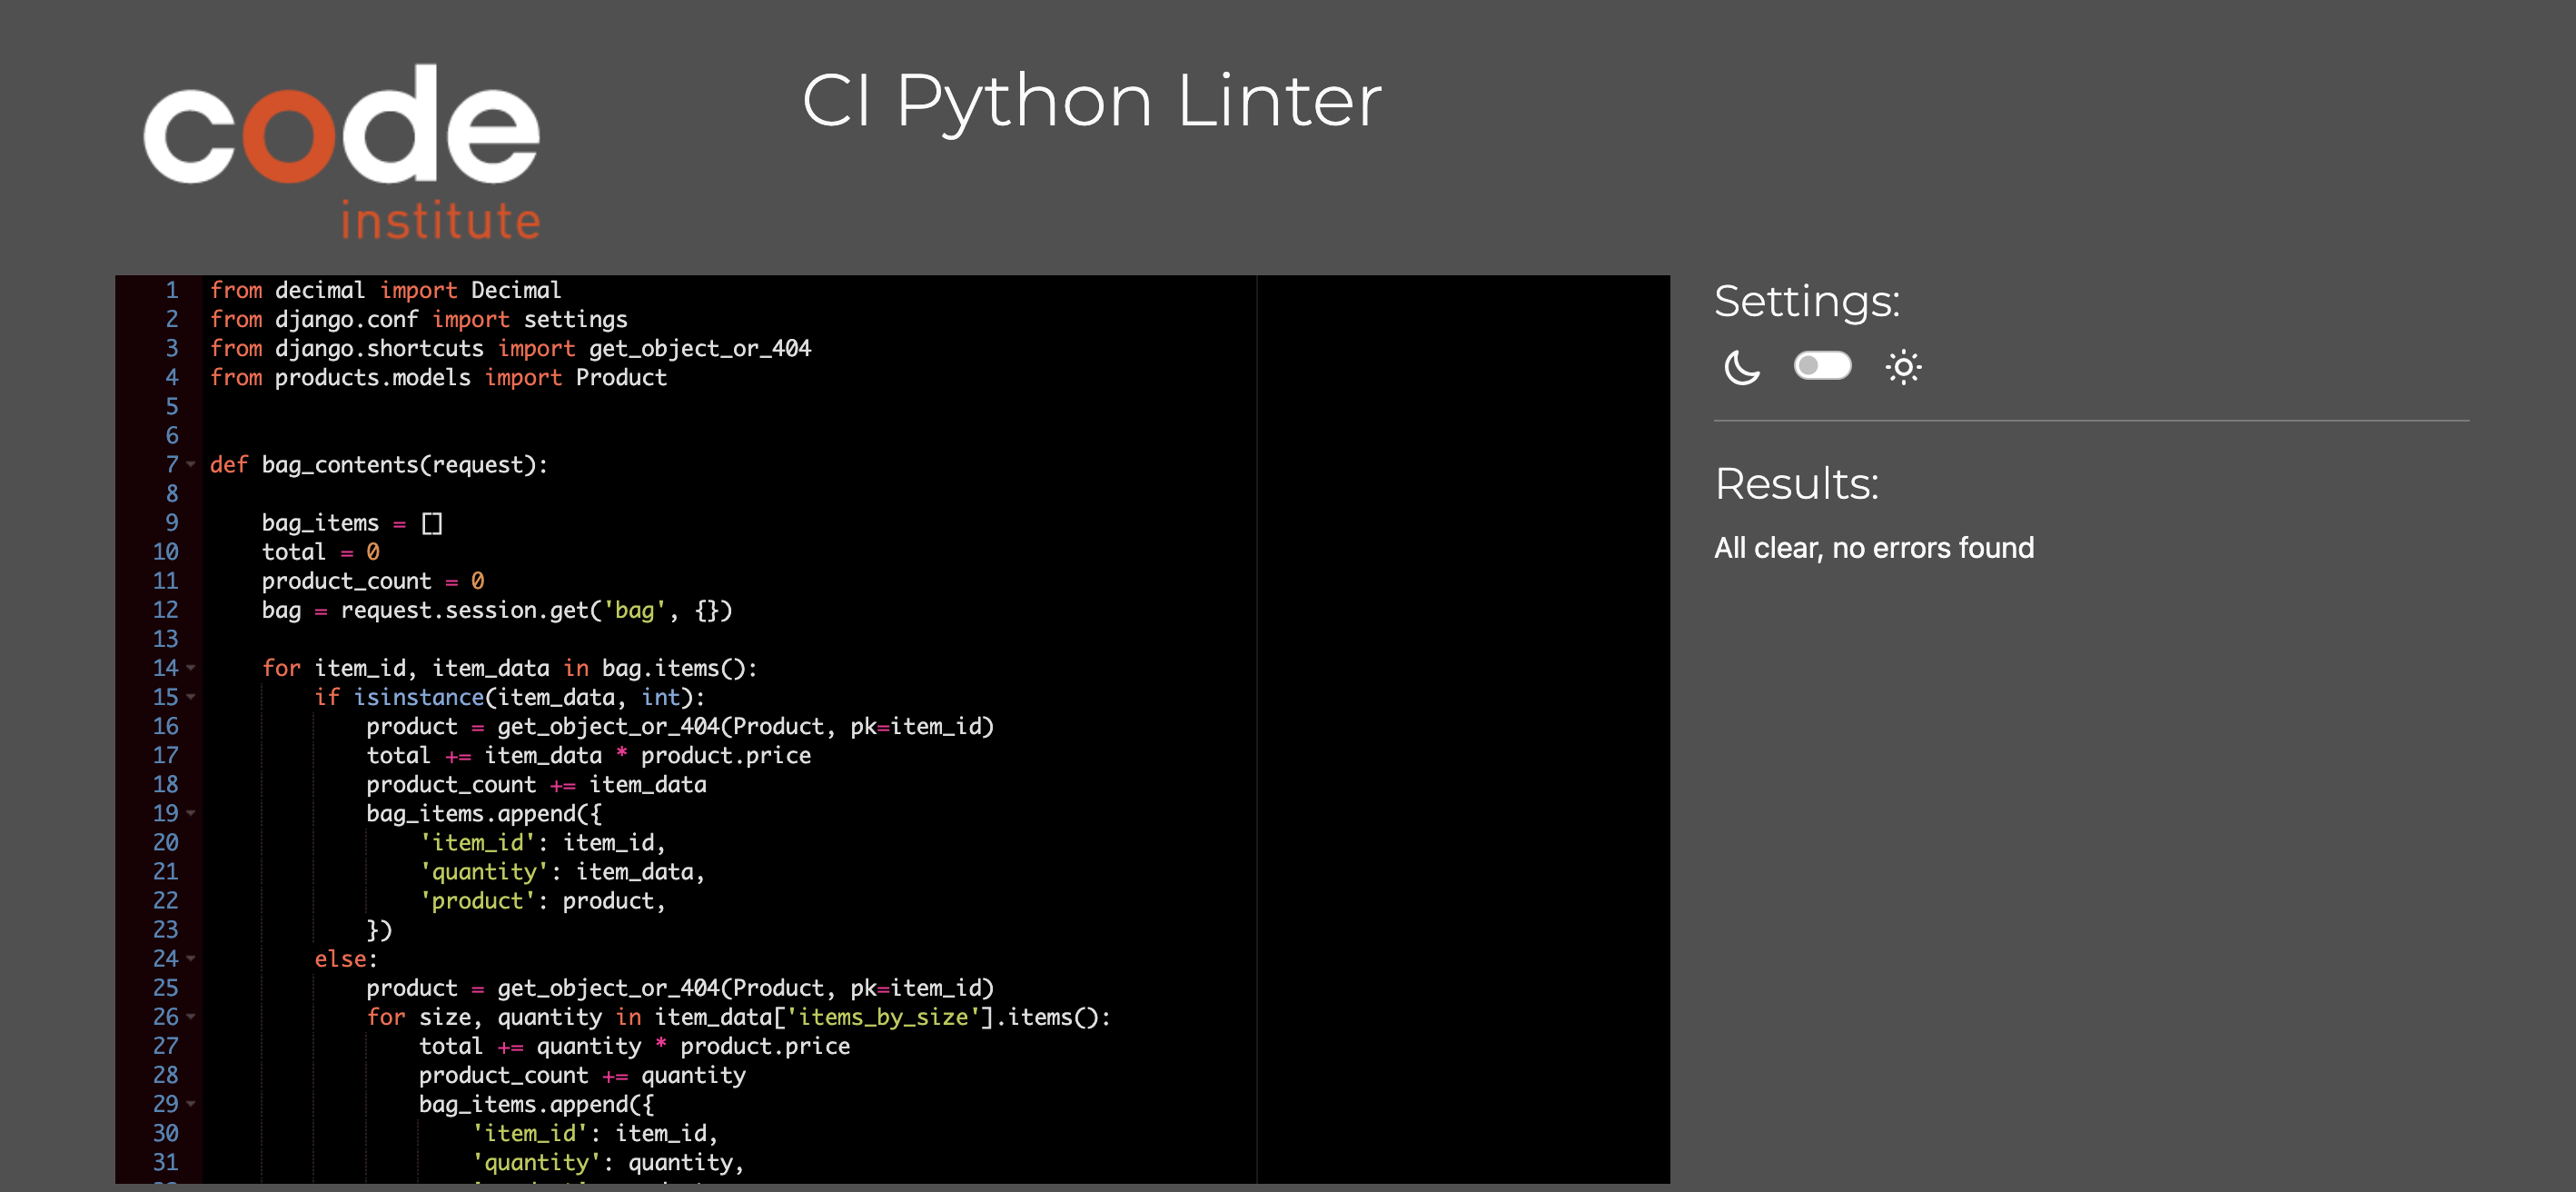 code
institute
CI Python Linter
1 from decimal import Decimal
2 from django.conf import settings
3 from django.shortcuts import get_object_or_404
4 from products.models import Product
5
6
7 def bag_contents(request):
8
9     bag_items = []
10     total = 0
11     product_count = 0
12     bag = request.session.get('bag', {})
13
14     for item_id, item_data in bag.items():
15         if isinstance(item_data, int):
16             product = get_object_or_404(Product, pk=item_id)
17             total += item_data * product.price
18             product_count += item_data
19             bag_items.append({
20                 'item_id': item_id,
21                 'quantity': item_data,
22                 'product': product,
23             })
24         else:
25             product = get_object_or_404(Product, pk=item_id)
26             for size, quantity in item_data['items_by_size'].items():
27                 total += quantity * product.price
28                 product_count += quantity
29                 bag_items.append({
30                     'item_id': item_id,
31                     'quantity': quantity,
Settings:
Results:
All clear, no errors found